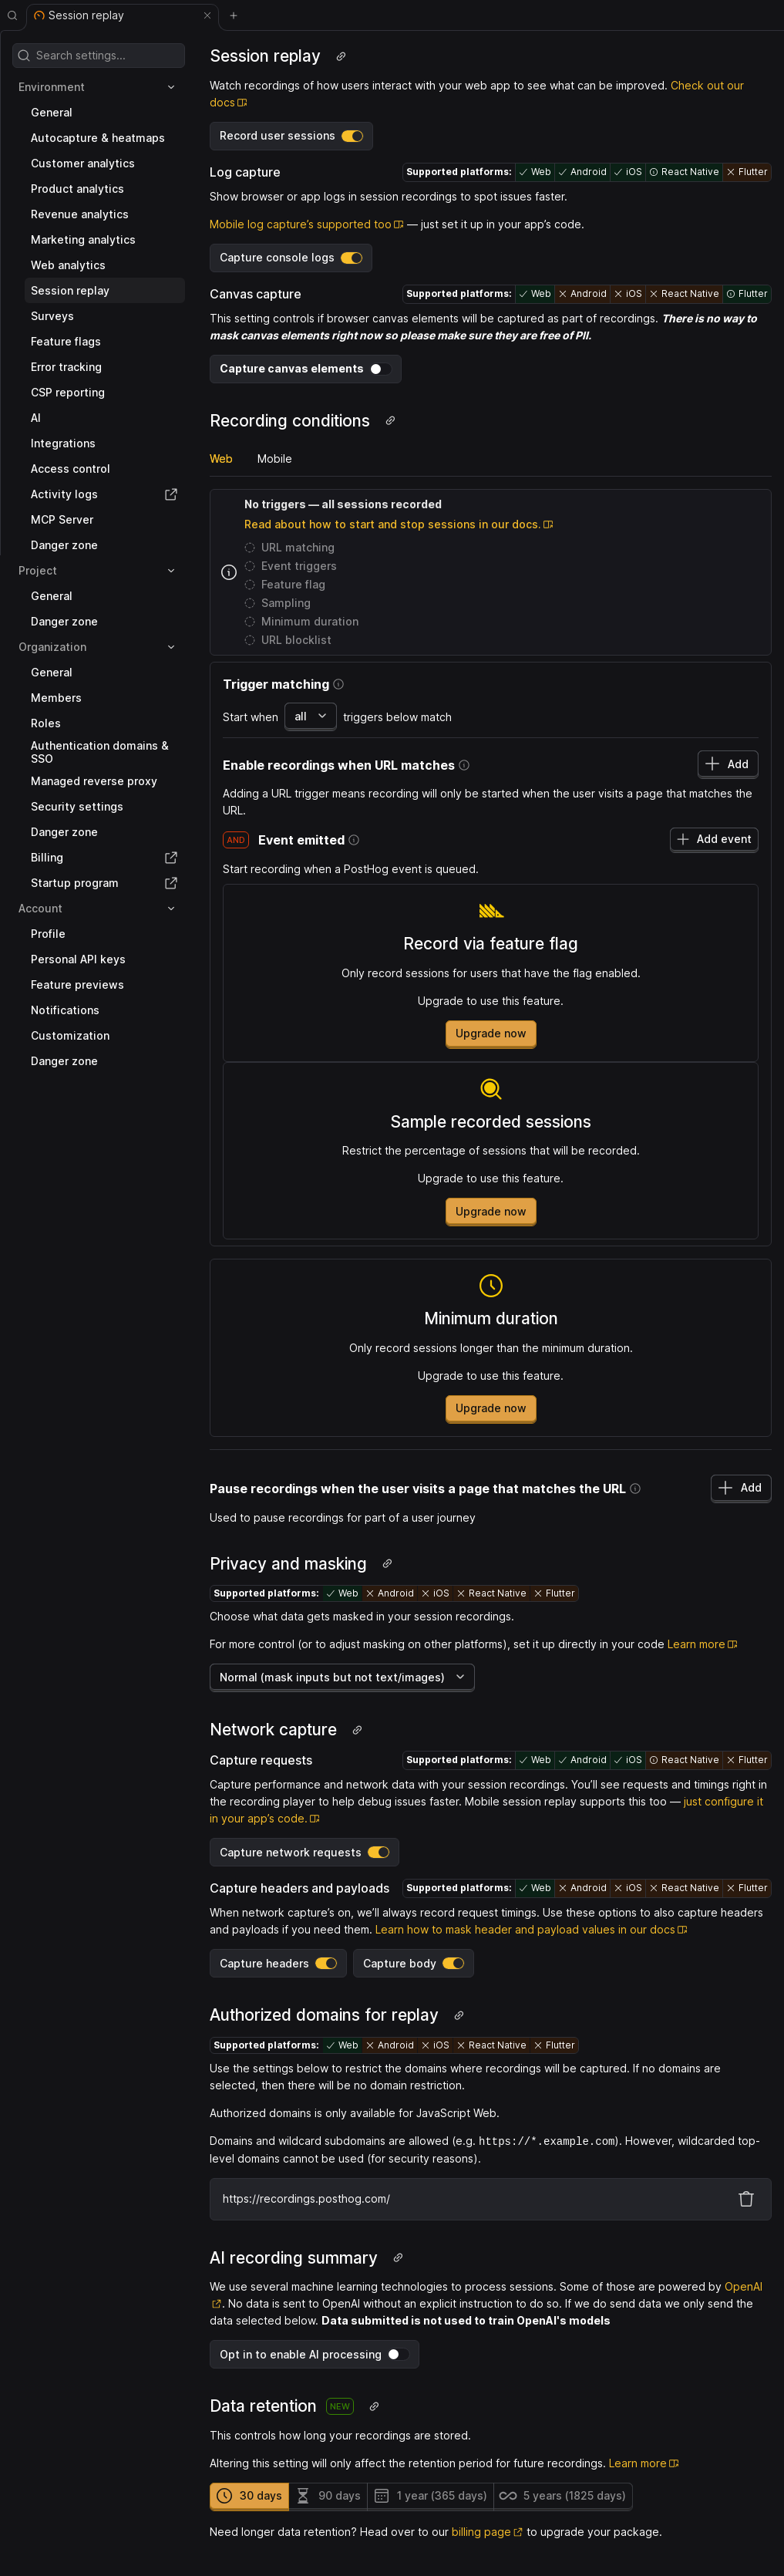 Session replay
Search settings...
Environment
General
Autocapture & heatmaps
Customer analytics
Product analytics
Revenue analytics
Marketing analytics
Web analytics
Session replay
Surveys
Feature flags
Error tracking
CSP reporting
AI
Integrations
Access control
Activity logs
MCP Server
Danger zone
Project
General
Danger zone
Organization
General
Members
Roles
Authentication domains &
SSO
Managed reverse proxy
Security settings
Danger zone
Billing
Startup program
Account
Profile
Personal API keys
Feature previews
Notifications
Customization
Danger zone
Session replay
Watch recordings of how users interact with your web app to see what can be improved. Check out our
docs
Record user sessions
Log capture
Supported platforms: Web Android iOS React Native Flutter
Show browser or app logs in session recordings to spot issues faster.
Mobile log capture’s supported too — just set it up in your app’s code.
Capture console logs
Canvas capture
Supported platforms: Web Android iOS React Native Flutter
This setting controls if browser canvas elements will be captured as part of recordings. There is no way to
mask canvas elements right now so please make sure they are free of PII.
Capture canvas elements
Recording conditions
Web Mobile
No triggers — all sessions recorded
Read about how to start and stop sessions in our docs.
URL matching
Event triggers
Feature flag
Sampling
Minimum duration
URL blocklist
Trigger matching
Start when all triggers below match
Enable recordings when URL matches
Add
Adding a URL trigger means recording will only be started when the user visits a page that matches the
URL.
AND Event emitted
Add event
Start recording when a PostHog event is queued.
Record via feature flag
Only record sessions for users that have the flag enabled.
Upgrade to use this feature.
Upgrade now
Sample recorded sessions
Restrict the percentage of sessions that will be recorded.
Upgrade to use this feature.
Upgrade now
Minimum duration
Only record sessions longer than the minimum duration.
Upgrade to use this feature.
Upgrade now
Pause recordings when the user visits a page that matches the URL
Add
Used to pause recordings for part of a user journey
Privacy and masking
Supported platforms: Web Android iOS React Native Flutter
Choose what data gets masked in your session recordings.
For more control (or to adjust masking on other platforms), set it up directly in your code Learn more
Normal (mask inputs but not text/images)
Network capture
Capture requests
Supported platforms: Web Android iOS React Native Flutter
Capture performance and network data with your session recordings. You’ll see requests and timings right in
the recording player to help debug issues faster. Mobile session replay supports this too — just configure it
in your app’s code.
Capture network requests
Capture headers and payloads
Supported platforms: Web Android iOS React Native Flutter
When network capture’s on, we’ll always record request timings. Use these options to also capture headers
and payloads if you need them. Learn how to mask header and payload values in our docs
Capture headers Capture body
Authorized domains for replay
Supported platforms: Web Android iOS React Native Flutter
Use the settings below to restrict the domains where recordings will be captured. If no domains are
selected, then there will be no domain restriction.
Authorized domains is only available for JavaScript Web.
Domains and wildcard subdomains are allowed (e.g. https://*.example.com). However, wildcarded top-
level domains cannot be used (for security reasons).
https://recordings.posthog.com/
AI recording summary
We use several machine learning technologies to process sessions. Some of those are powered by OpenAI
. No data is sent to OpenAI without an explicit instruction to do so. If we do send data we only send the
data selected below. Data submitted is not used to train OpenAI's models
Opt in to enable AI processing
Data retention NEW
This controls how long your recordings are stored.
Altering this setting will only affect the retention period for future recordings. Learn more
30 days 90 days 1 year (365 days) 5 years (1825 days)
Need longer data retention? Head over to our billing page to upgrade your package.